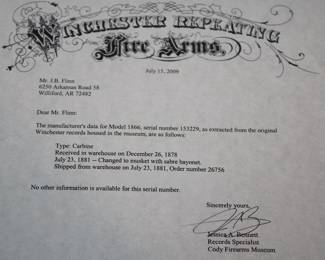 WINCHESTER REPEATING
Fire Arms.
July 15, 2009
Mr. J.B. Flinn
6250 Arkansas Road 58
Williford, AR 72482
Dear Mr. Flinn:
The manufacturer's data for Model 1866, serial number 153229, as extracted from the original
Winchester records housed in the museum, are as follows:
Type: Carbine
Received in warehouse on December 26, 1878
July 23, 1881 – Changed to musket with sabre bayonet.
Shipped from warehouse on July 23, 1881, Order number 26756
No other information is available for this serial number.
Sincerely yours,
Jessica A. Bennett
Records Specialist
Cody Firearms Museum